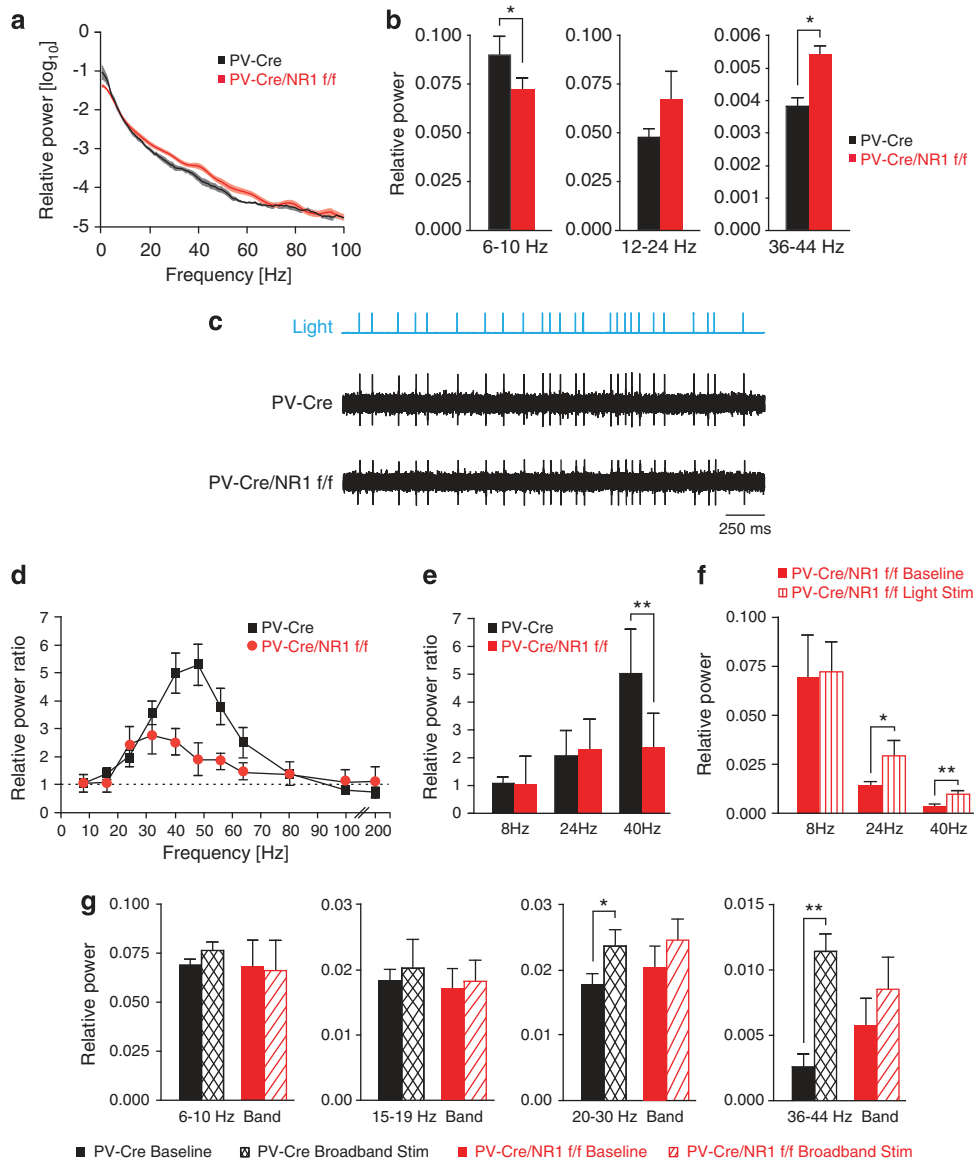 a
Relative power [log10]
-0
-1
-2
-3
-4
-5
0 20 40 60 80 100
Frequency [Hz]
PV-Cre
PV-Cre/NR1 f/f
b
Relative power
0.100
0.075
0.050
0.000
6-10 Hz
*
0.100
0.075
0.050
0.000
12-24 Hz
0.006
0.005
0.004
0.003
0.002
0.001
0.000
36-44 Hz
*
PV-Cre
PV-Cre/NR1 f/f
c
Light
PV-Cre
PV-Cre/NR1 f/f
250 ms
d
Relative power ratio
7
6
5
4
3
2
1
0
0 10 20 30 40 50 60 70 80 90 100 200
Frequency [Hz]
PV-Cre
PV-Cre/NR1 f/f
e
Relative power ratio
7
6
5
4
3
2
1
0
8Hz 24Hz 40Hz
**
PV-Cre
PV-Cre/NR1 f/f
f
PV-Cre/NR1 f/f Baseline
PV-Cre/NR1 f/f Light Stim
Relative power
0.100
0.075
0.050
0.025
0.000
8Hz 24Hz 40Hz
*
**
g
Relative power
0.100
0.075
0.050
0.025
0.000
6-10 Hz Band
0.03
0.02
0.01
0.00
15-19 Hz Band
0.03
0.02
0.01
0.00
20-30 Hz Band
*
0.015
0.010
0.005
0.000
36-44 Hz Band
**
PV-Cre Baseline
PV-Cre Broadband Stim
PV-Cre/NR1 f/f Baseline
PV-Cre/NR1 f/f Broadband Stim